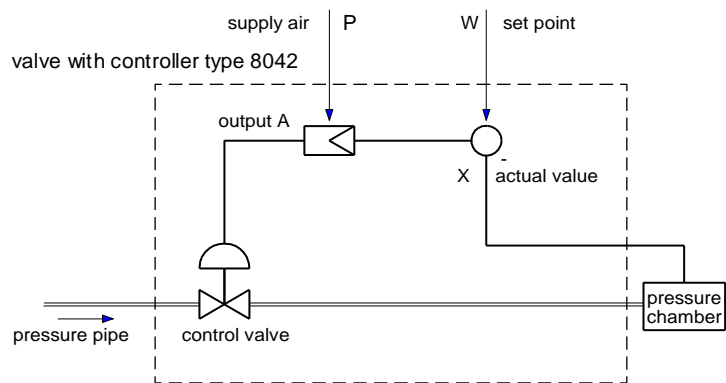 supply air P W set point
valve with controller type 8042
output A
X
-
actual value
pressure
chamber
pressure pipe
control valve